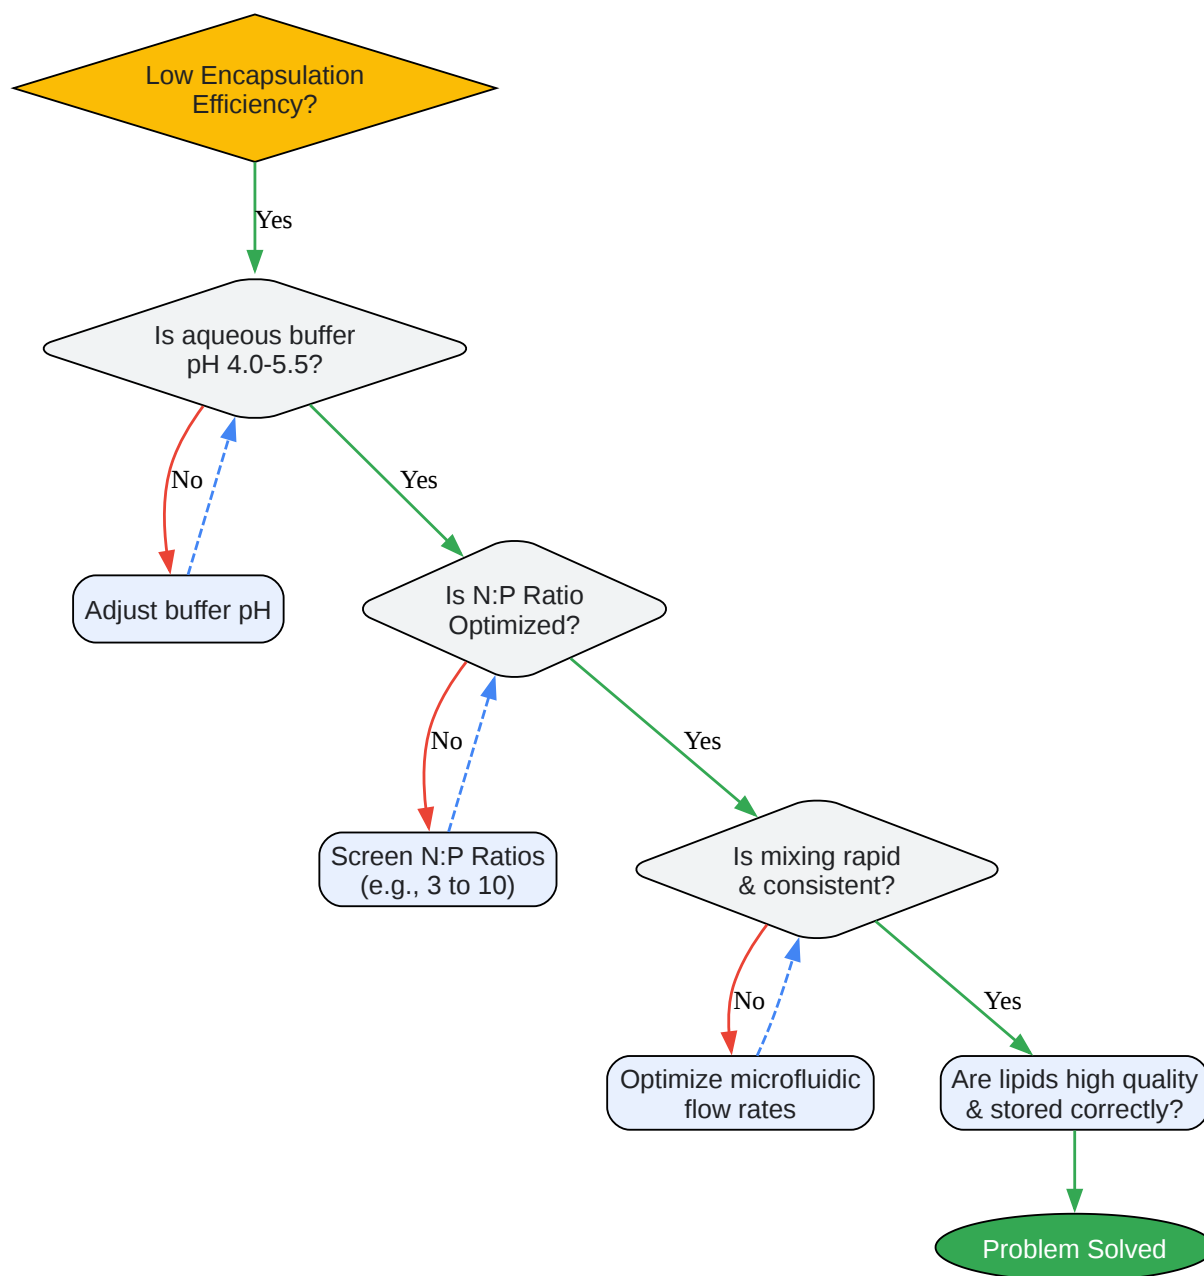 Low Encapsulation
Efficiency?
Yes
Is aqueous buffer
pH 4.0-5.5?
No
Yes
Adjust buffer pH
Is N:P Ratio
Optimized?
No
Yes
Screen N:P Ratios
(e.g., 3 to 10)
Is mixing rapid
& consistent?
No
Yes
Optimize microfluidic
flow rates
Are lipids high quality
& stored correctly?
Problem Solved